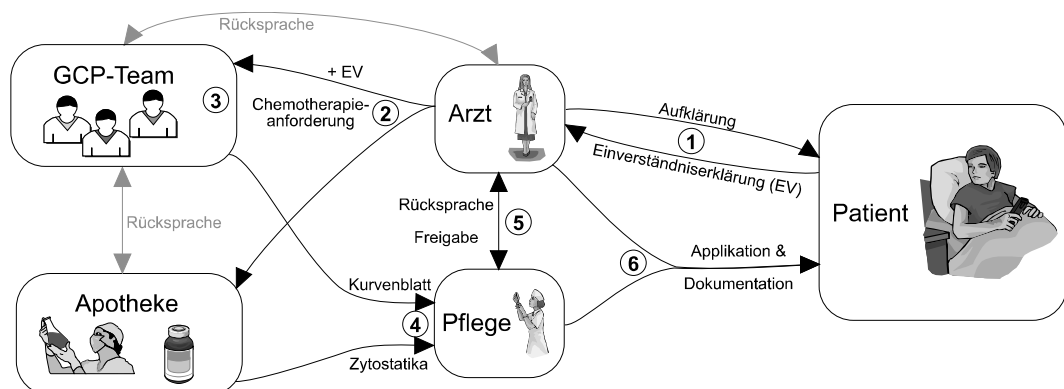 Rücksprache
GCP-Team
3
+ EV
Chemotherapie-
anforderung
2
Arzt
Aufklärung
1
Einverständniserklärung (EV)
Patient
Rücksprache
Rücksprache
Freigabe
5
6
Applikation &
Dokumentation
Apotheke
Kurvenblatt
4
Pflege
Zytostatika